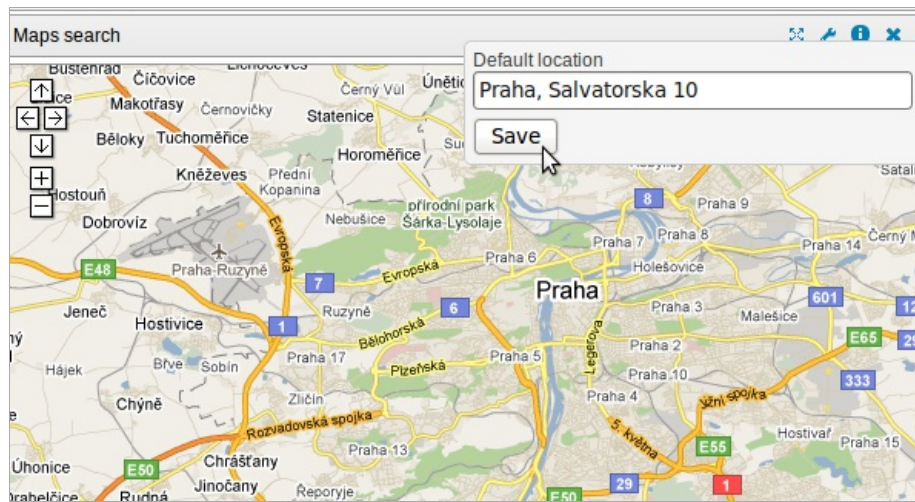 Maps search
Default location
Praha, Salvatorska 10
Save
Buštěhrad
Číčovice
Černý Vůl
Makotřasy
Černovičky
Statenice
Běloky
Tuchoměřice
Horoměřice
Kněževes
Přední
Kopanina
Hostouň
přírodní park
Šárka-Lysolaje
8
Praha 9
Dobrovíz
Nebušice
Evropská
Praha 7
Praha 8
Praha 14
Praha 6
E48
Praha-Ruzyně
Evropská
Holešovice
7
Praha
Jeneč
Hostivice
1
Ruzyně
6
Praha 3
601
Malešice
Bělohorská
Legerova
Praha 2
E65
Hájek
Břve
Sobín
Praha 17
Plzeňská
Praha 5
Praha 10
333
Chýně
Zličín
Praha 4
Jižní spojka
Rozvadovská spojka
5. května
Hostivař
Praha 15
Praha 13
E55
Úhonice
E50
Chrášťany
Rudná
Jinočany
Řeporyje
E50
29
1